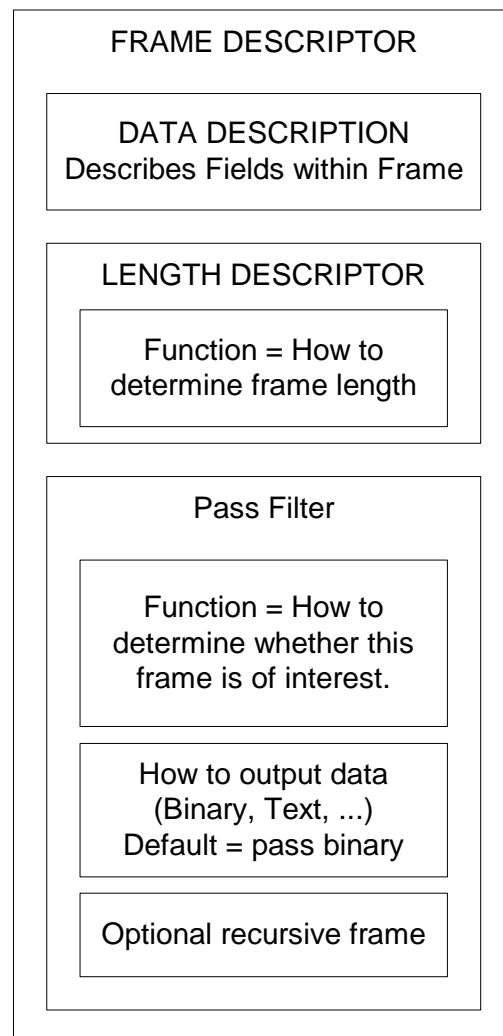 FRAME DESCRIPTOR
DATA DESCRIPTION
Describes Fields within Frame
LENGTH DESCRIPTOR
Function = How to
determine frame length
Pass Filter
Function = How to
determine whether this
frame is of interest.
How to output data
(Binary, Text, ...)
Default = pass binary
Optional recursive frame